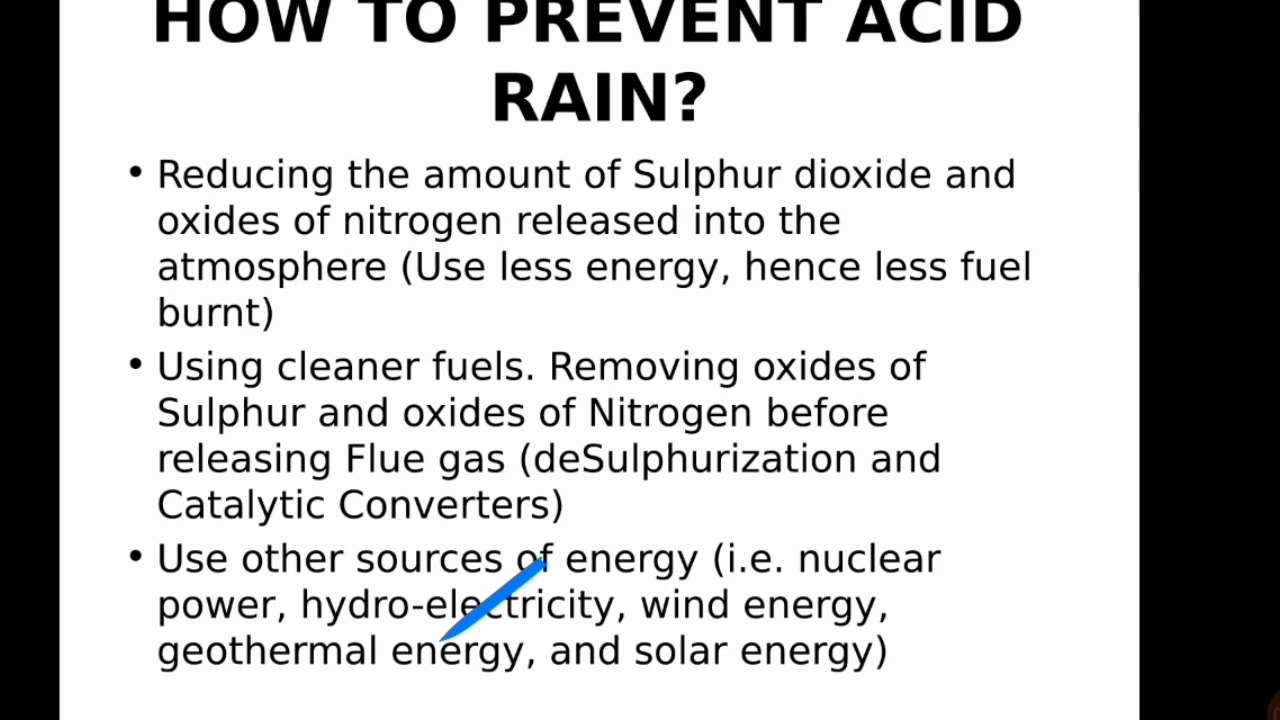 HOW TO PREVENT ACID
RAIN?
• Reducing the amount of Sulphur dioxide and
oxides of nitrogen released into the
atmosphere (Use less energy, hence less fuel
burnt)
• Using cleaner fuels. Removing oxides of
Sulphur and oxides of Nitrogen before
releasing Flue gas (deSulphurization and
Catalytic Converters)
• Use other sources of energy (i.e. nuclear
power, hydro-electricity, wind energy,
geothermal energy, and solar energy)